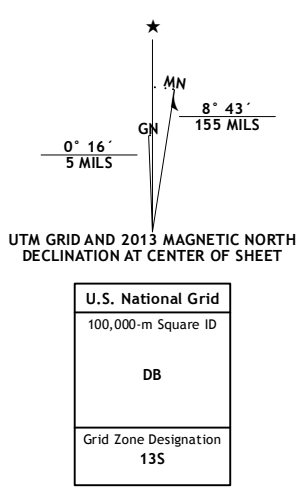 ★
MN
GN
8° 43´
155 MILS
0° 16´
5 MILS
UTM GRID AND 2013 MAGNETIC NORTH
DECLINATION AT CENTER OF SHEET
U.S. National Grid
100,000-m Square ID
DB
Grid Zone Designation
13S